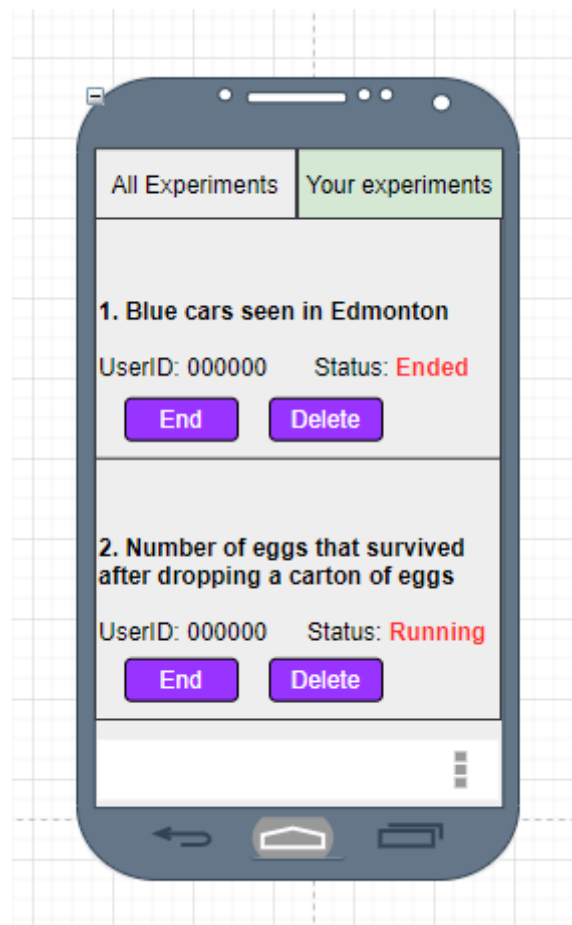 All Experiments Your experiments
1. Blue cars seen in Edmonton
UserID: 000000 Status: Ended
End Delete
2. Number of eggs that survived
after dropping a carton of eggs
UserID: 000000 Status: Running
End Delete